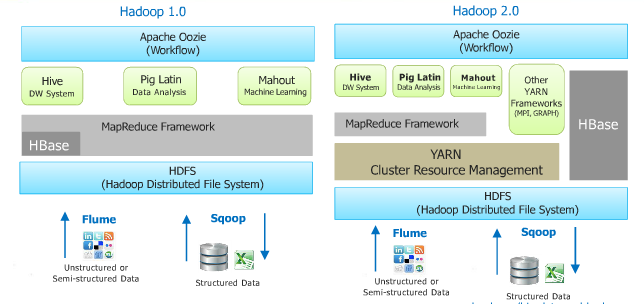 Hadoop 1.0
Apache Oozie
(Workflow)
Hive
DW System
Pig Latin
Data Analysis
Mahout
Machine Learning
MapReduce Framework
HBase
HDFS
(Hadoop Distributed File System)
Flume
Sqoop
Unstructured or
Semi-structured Data
Structured Data
Hadoop 2.0
Apache Oozie
(Workflow)
Hive
DW System
Pig Latin
Data Analysis
Mahout
Machine Learning
Other
YARN
Frameworks
(MPI, GRAPH)
HBase
MapReduce Framework
YARN
Cluster Resource Management
HDFS
(Hadoop Distributed File System)
Flume
Sqoop
Unstructured or
Semi-structured Data
Structured Data